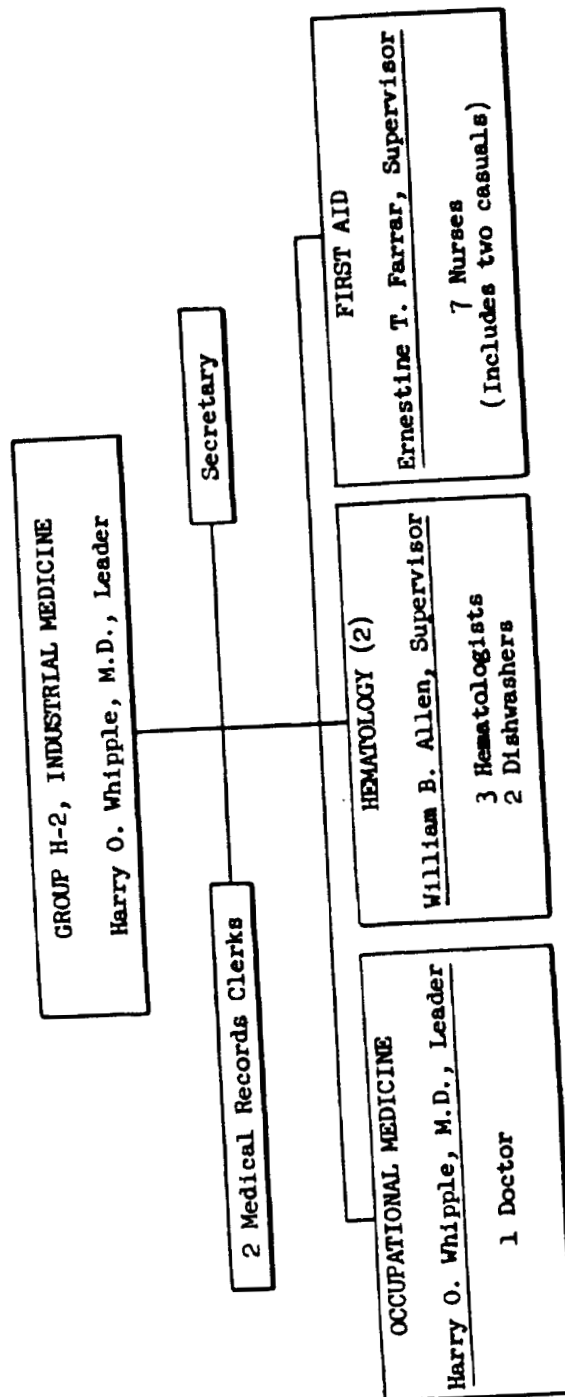 GROUP H-2, INDUSTRIAL MEDICINE
Harry O. Whipple, M.D., Leader
2 Medical Records Clerks
Secretary
OCCUPATIONAL MEDICINE
Harry O. Whipple, M.D., Leader
1 Doctor
HEMATOLOGY (2)
William B. Allen, Supervisor
3 Hematologists
2 Dishwashers
FIRST AID
Ernestine T. Farrar, Supervisor
7 Nurses
(Includes two casuals)